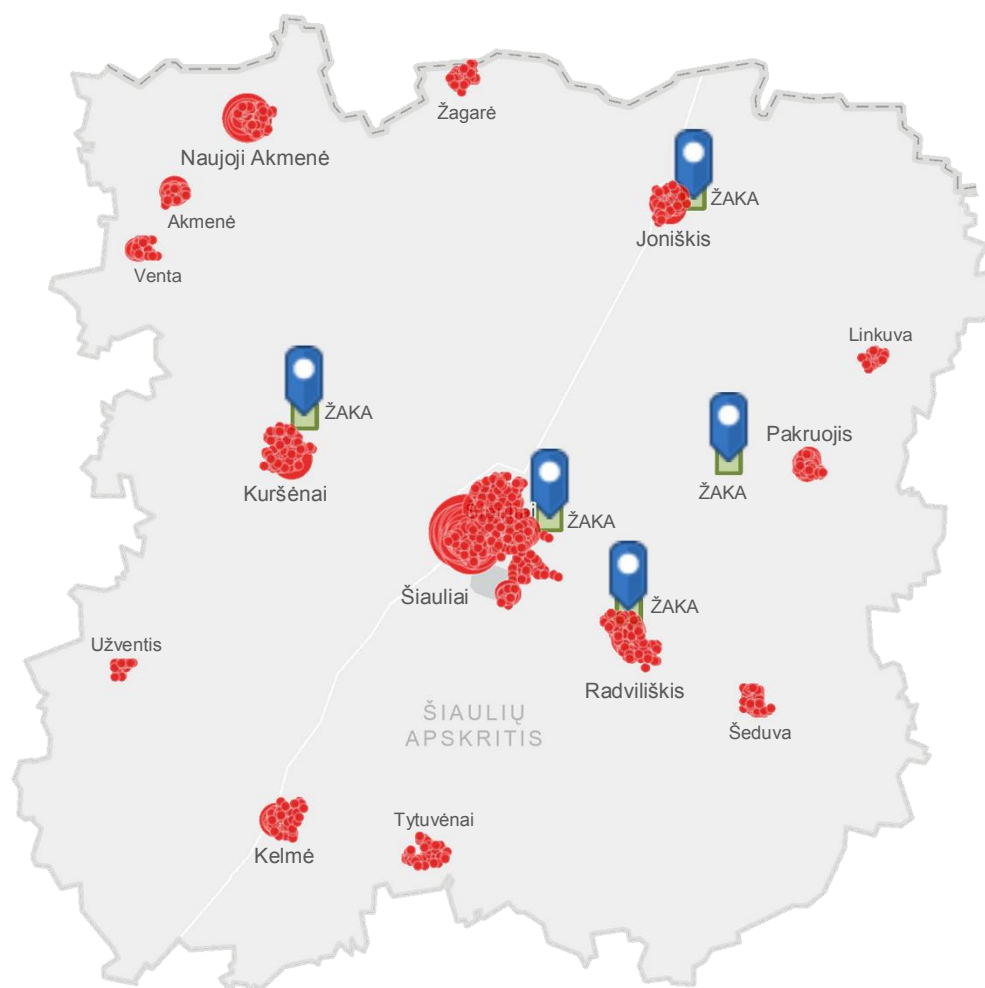 Žagarė
Naujoji Akmenė
Akmenė
Venta
ŽAKA
Joniškis
Linkuva
ŽAKA
Kuršėnai
Pakruojis
ŽAKA
ŽAKA
Šiauliai
ŽAKA
Radviliškis
Užventis
ŠIAULIŲ
APSKRITIS
Šeduva
Tytuvėnai
Kelmė